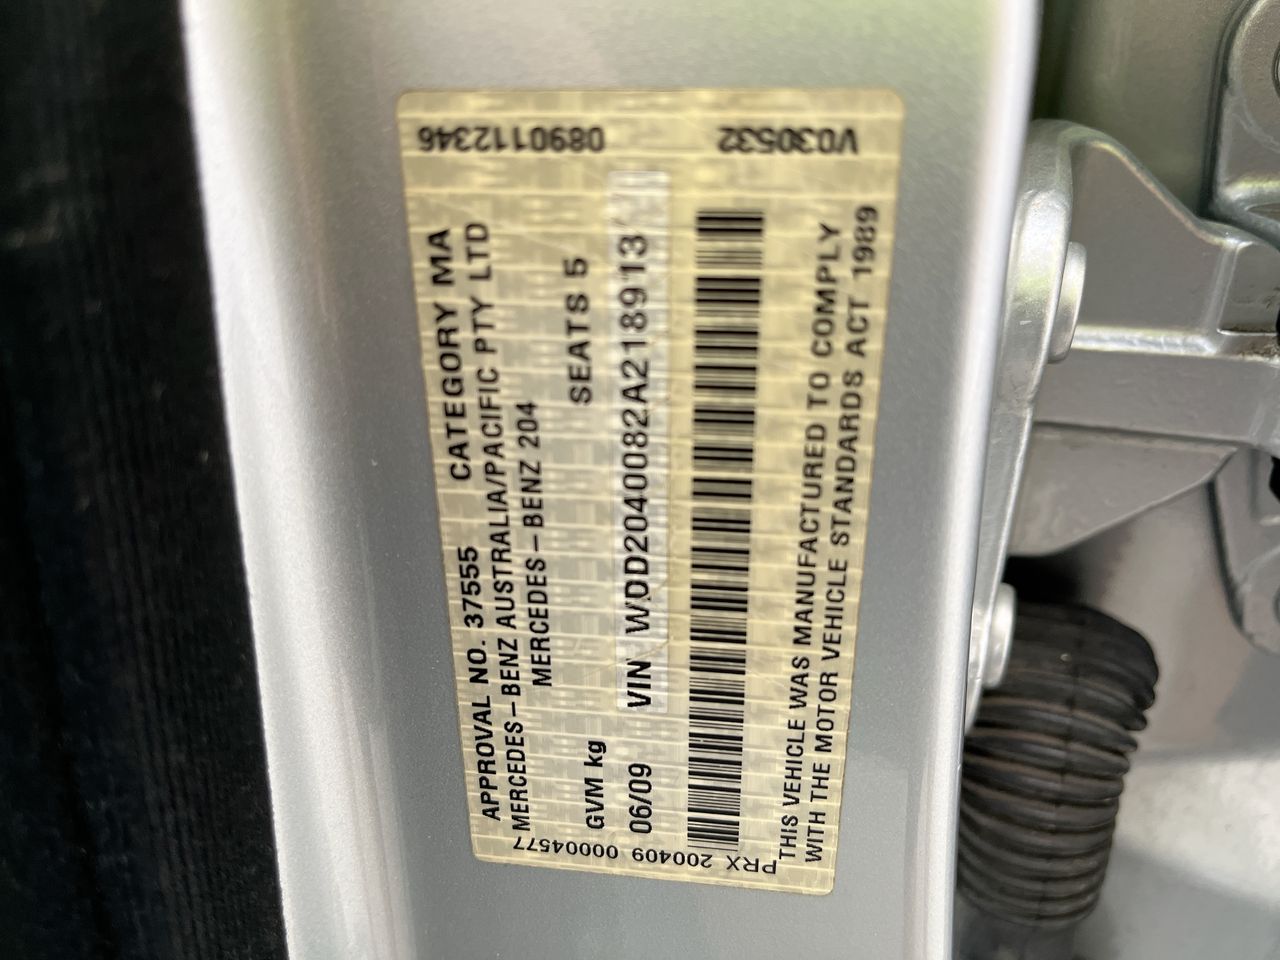 APPROVAL NO. 37555 CATEGORY MA
MERCEDES-BENZ AUSTRALIA/PACIFIC PTY LTD
MERCEDES-BENZ 204
GVM kg SEATS 5
06/09 VIN WDD2040082A218913
THIS VEHICLE WAS MANUFACTURED TO COMPLY
WITH THE MOTOR VEHICLE STANDARDS ACT 1989
V030532 0890112346
PRX 200409 00004577